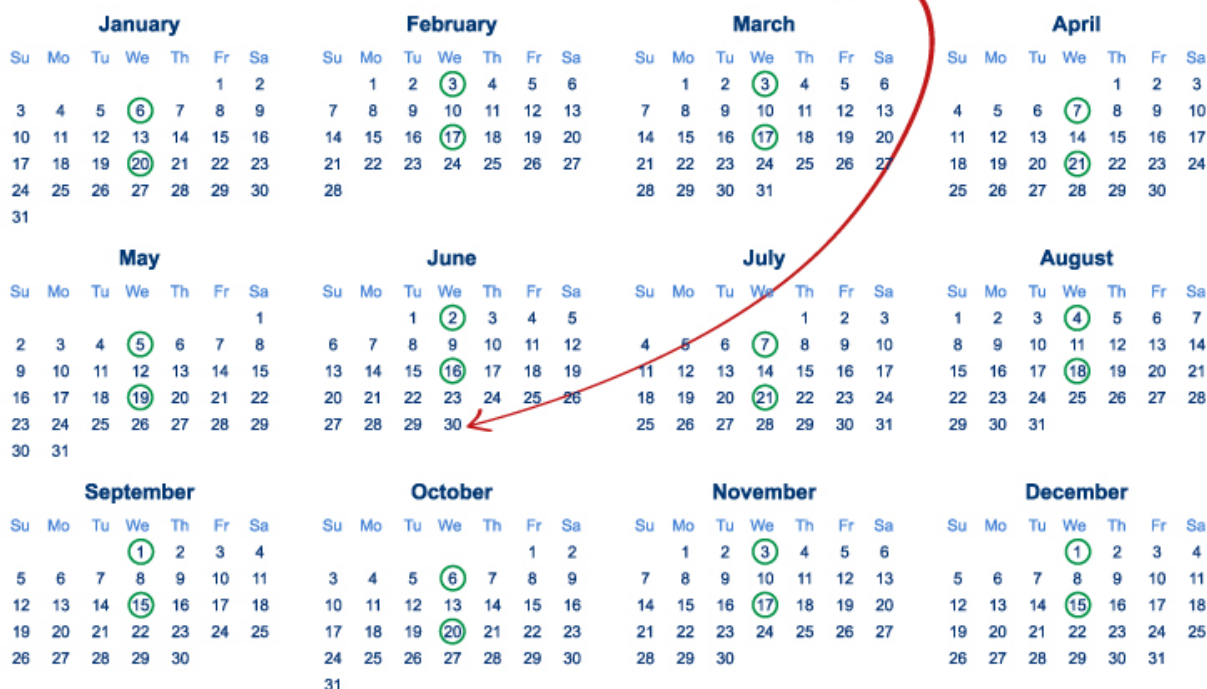 January February March April
Su Mo Tu We Th Fr Sa Su Mo Tu We Th Fr Sa Su Mo Tu We Th Fr Sa Su Mo Tu We Th Fr Sa
1 2 1 2 3 4 5 6 1 2 3 4 5 6 1 2 3
3 4 5 6 7 8 9 7 8 9 10 11 12 13 7 8 9 10 11 12 13 4 5 6 7 8 9 10
10 11 12 13 14 15 16 14 15 16 17 18 19 20 14 15 16 17 18 19 20 11 12 13 14 15 16 17
17 18 19 20 21 22 23 21 22 23 24 25 26 27 21 22 23 24 25 26 27 18 19 20 21 22 23 24
24 25 26 27 28 29 30 28 28 29 30 31 25 26 27 28 29 30
31
May June July August
Su Mo Tu We Th Fr Sa Su Mo Tu We Th Fr Sa Su Mo Tu We Th Fr Sa Su Mo Tu We Th Fr Sa
1 1 2 3 4 5 1 2 3 1 2 3 4 5 6 7
2 3 4 5 6 7 8 6 7 8 9 10 11 12 4 5 6 7 8 9 10 8 9 10 11 12 13 14
9 10 11 12 13 14 15 13 14 15 16 17 18 19 11 12 13 14 15 16 17 15 16 17 18 19 20 21
16 17 18 19 20 21 22 20 21 22 23 24 25 26 18 19 20 21 22 23 24 22 23 24 25 26 27 28
23 24 25 26 27 28 29 27 28 29 30 25 26 27 28 29 30 31 29 30 31
30 31
September October November December
Su Mo Tu We Th Fr Sa Su Mo Tu We Th Fr Sa Su Mo Tu We Th Fr Sa Su Mo Tu We Th Fr Sa
1 2 3 4 1 2 1 2 3 4 5 6 1 2 3 4
5 6 7 8 9 10 11 3 4 5 6 7 8 9 7 8 9 10 11 12 13 5 6 7 8 9 10 11
12 13 14 15 16 17 18 10 11 12 13 14 15 16 14 15 16 17 18 19 20 12 13 14 15 16 17 18
19 20 21 22 23 24 25 17 18 19 20 21 22 23 21 22 23 24 25 26 27 19 20 21 22 23 24 25
26 27 28 29 30 24 25 26 27 28 29 30 28 29 30 26 27 28 29 30 31
31